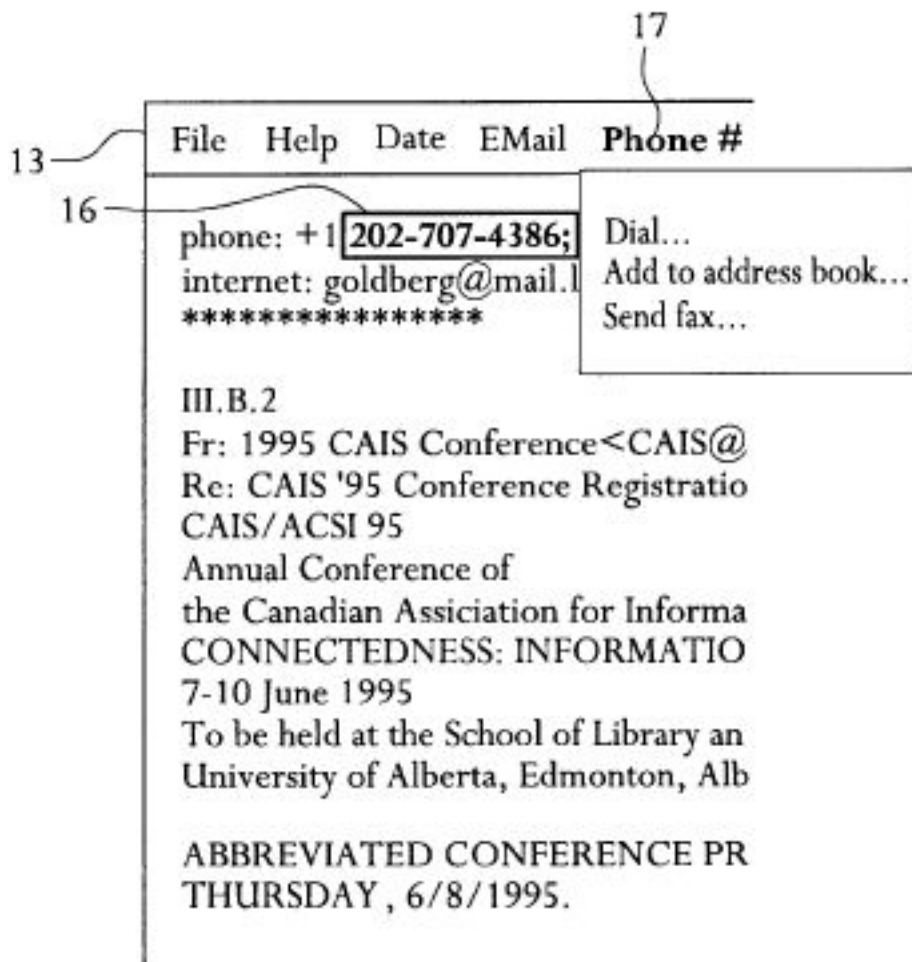 17
13
File Help Date EMail Phone #
16
phone: +1 202-707-4386;
internet: goldberg@mail.l
****************
Dial...
Add to address book...
Send fax...
III.B.2
Fr: 1995 CAIS Conference<CAIS@
Re: CAIS '95 Conference Registratio
CAIS/ACSI 95
Annual Conference of
the Canadian Assiciation for Informa
CONNECTEDNESS: INFORMATIO
7-10 June 1995
To be held at the School of Library an
University of Alberta, Edmonton, Alb
ABBREVIATED CONFERENCE PR
THURSDAY, 6/8/1995.